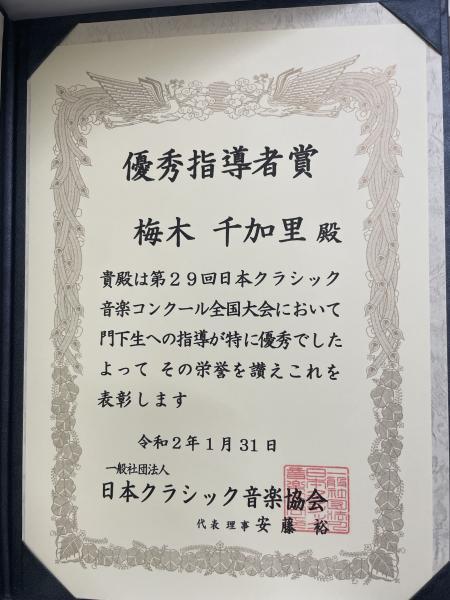 優秀指導者賞
梅木 千加里 殿
貴殿は第29回日本クラシック
音楽コンクール全国大会において
門下生への指導が特に優秀でした
よって その栄誉を讃えこれを
表彰します
令和2年1月31日
一般社団法人
日本クラシック音楽協会
代表 理事 安藤 裕